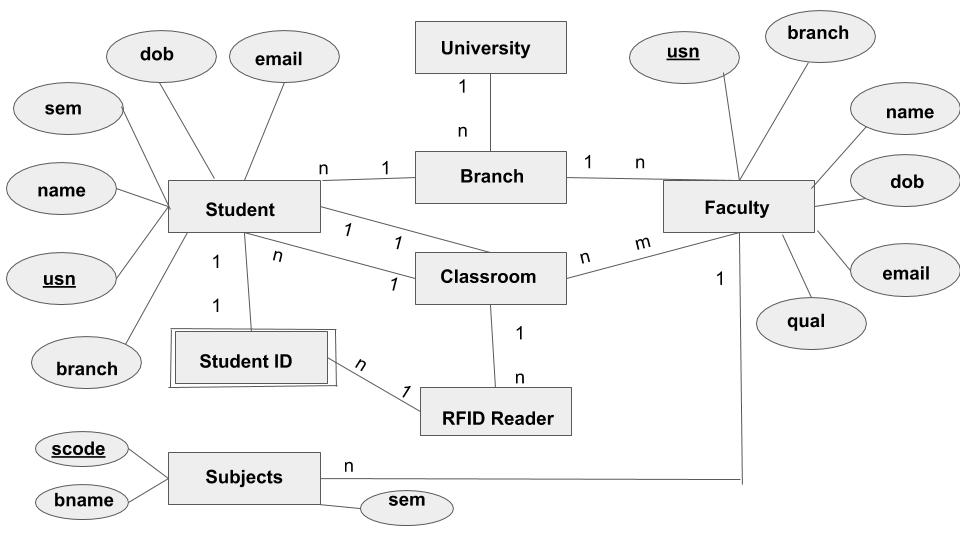 usn
branch
University
dob
email
1
sem
name
n
n
1
Branch
1
n
name
dob
Student
Faculty
1
1
usn
1
n
1
Classroom
n
m
1
email
1
1
qual
branch
Student ID
n
1
n
RFID Reader
scode
bname
Subjects
n
sem